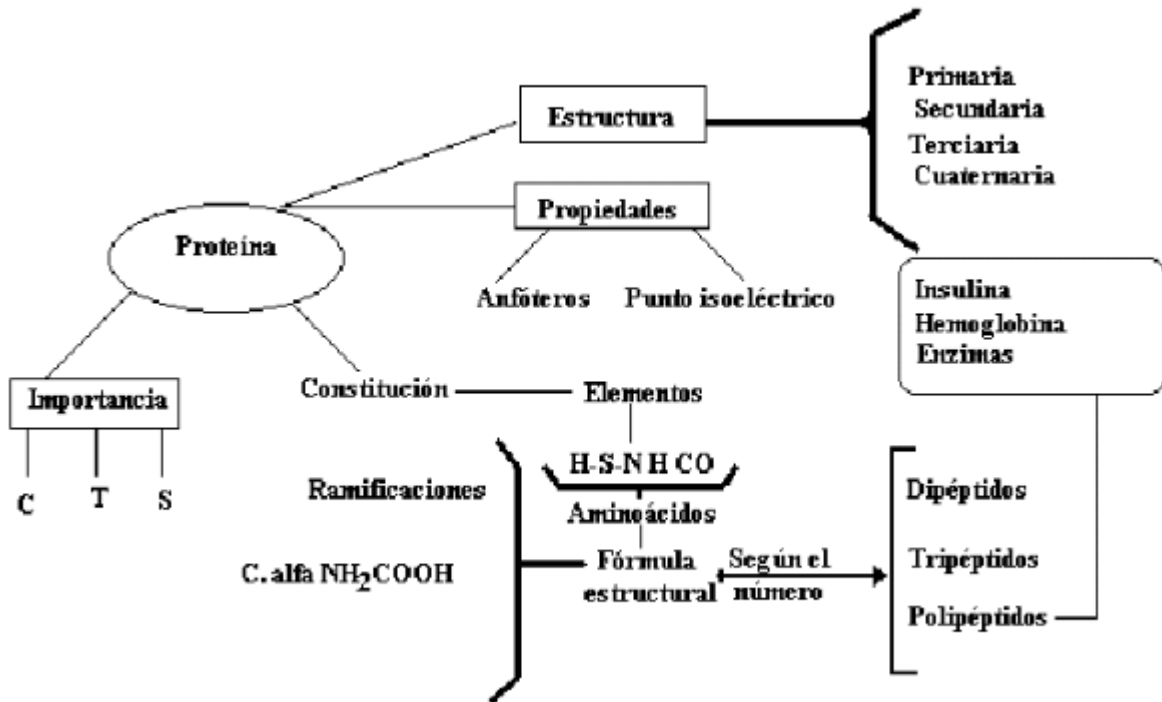 Estructura
Primaria
Secundaria
Terciaria
Cuaternaria
Propiedades
Proteína
Anfóteros
Punto isoeléctrico
Insulina
Hemoglobina
Enzimas
Importancia
C T S
Constitución
Elementos
H-S-N H CO
Aminoácidos
Ramificaciones
C. alfa NH₂COOH
Fórmula
estructural
Según el
número
Dipéptidos
Tripéptidos
Polipéptidos